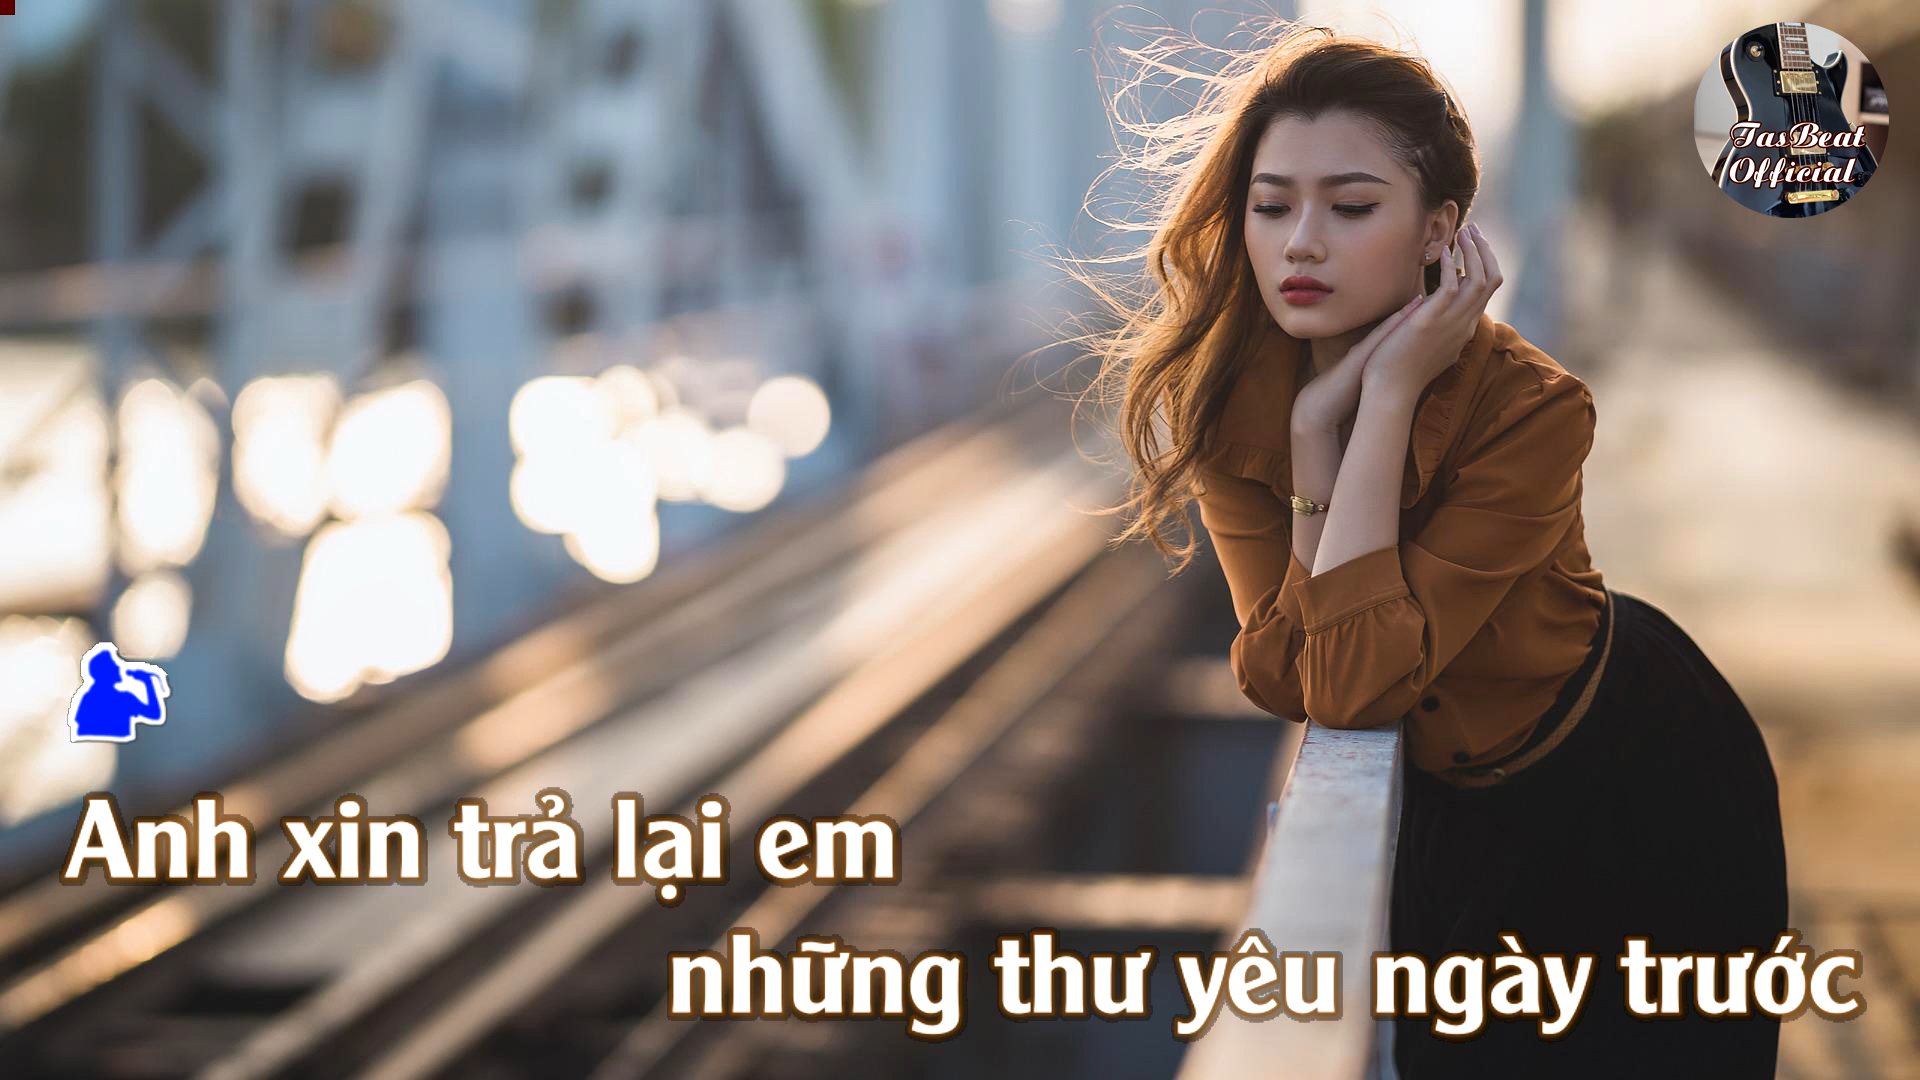 TasBeat
Official
Anh xin trả lại em
những thư yêu ngày trước